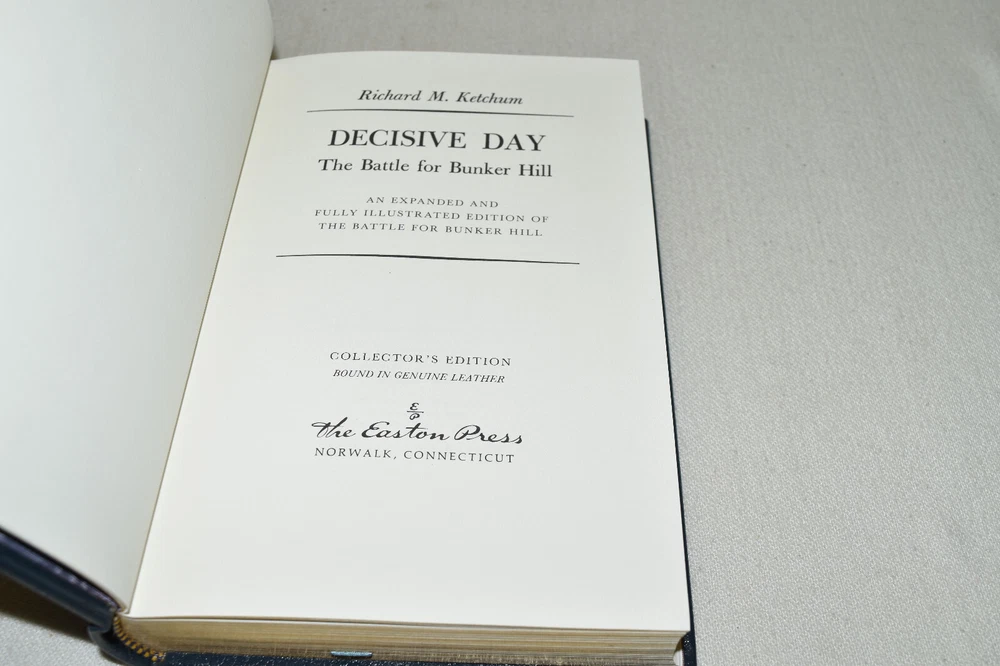 Richard M. Ketchum
DECISIVE DAY
The Battle for Bunker Hill
AN EXPANDED AND
FULLY ILLUSTRATED EDITION OF
THE BATTLE FOR BUNKER HILL
COLLECTOR'S EDITION
BOUND IN GENUINE LEATHER
E
P
The Easton Press
NORWALK, CONNECTICUT